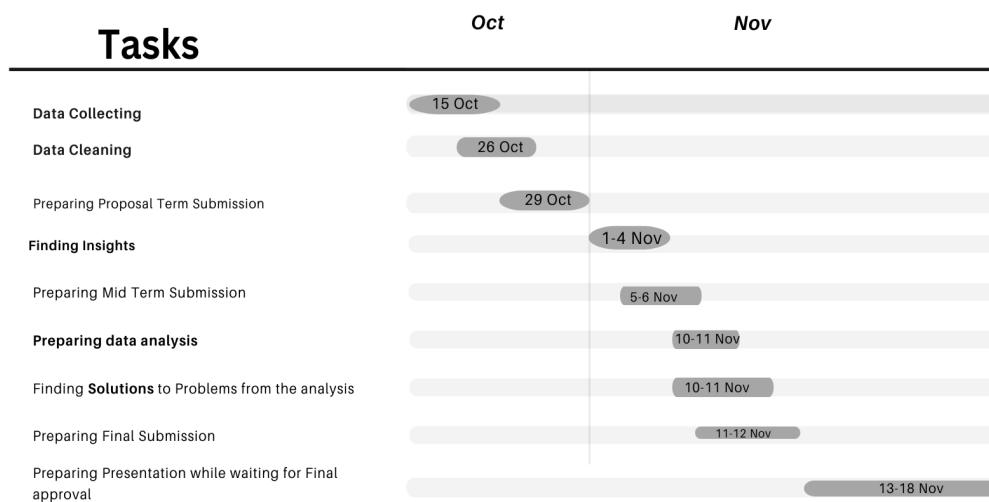 Oct Nov
Tasks
Data Collecting 15 Oct
Data Cleaning 26 Oct
Preparing Proposal Term Submission 29 Oct
Finding Insights 1-4 Nov
Preparing Mid Term Submission 5-6 Nov
Preparing data analysis 10-11 Nov
Finding Solutions to Problems from the analysis 10-11 Nov
Preparing Final Submission 11-12 Nov
Preparing Presentation while waiting for Final
approval 13-18 Nov